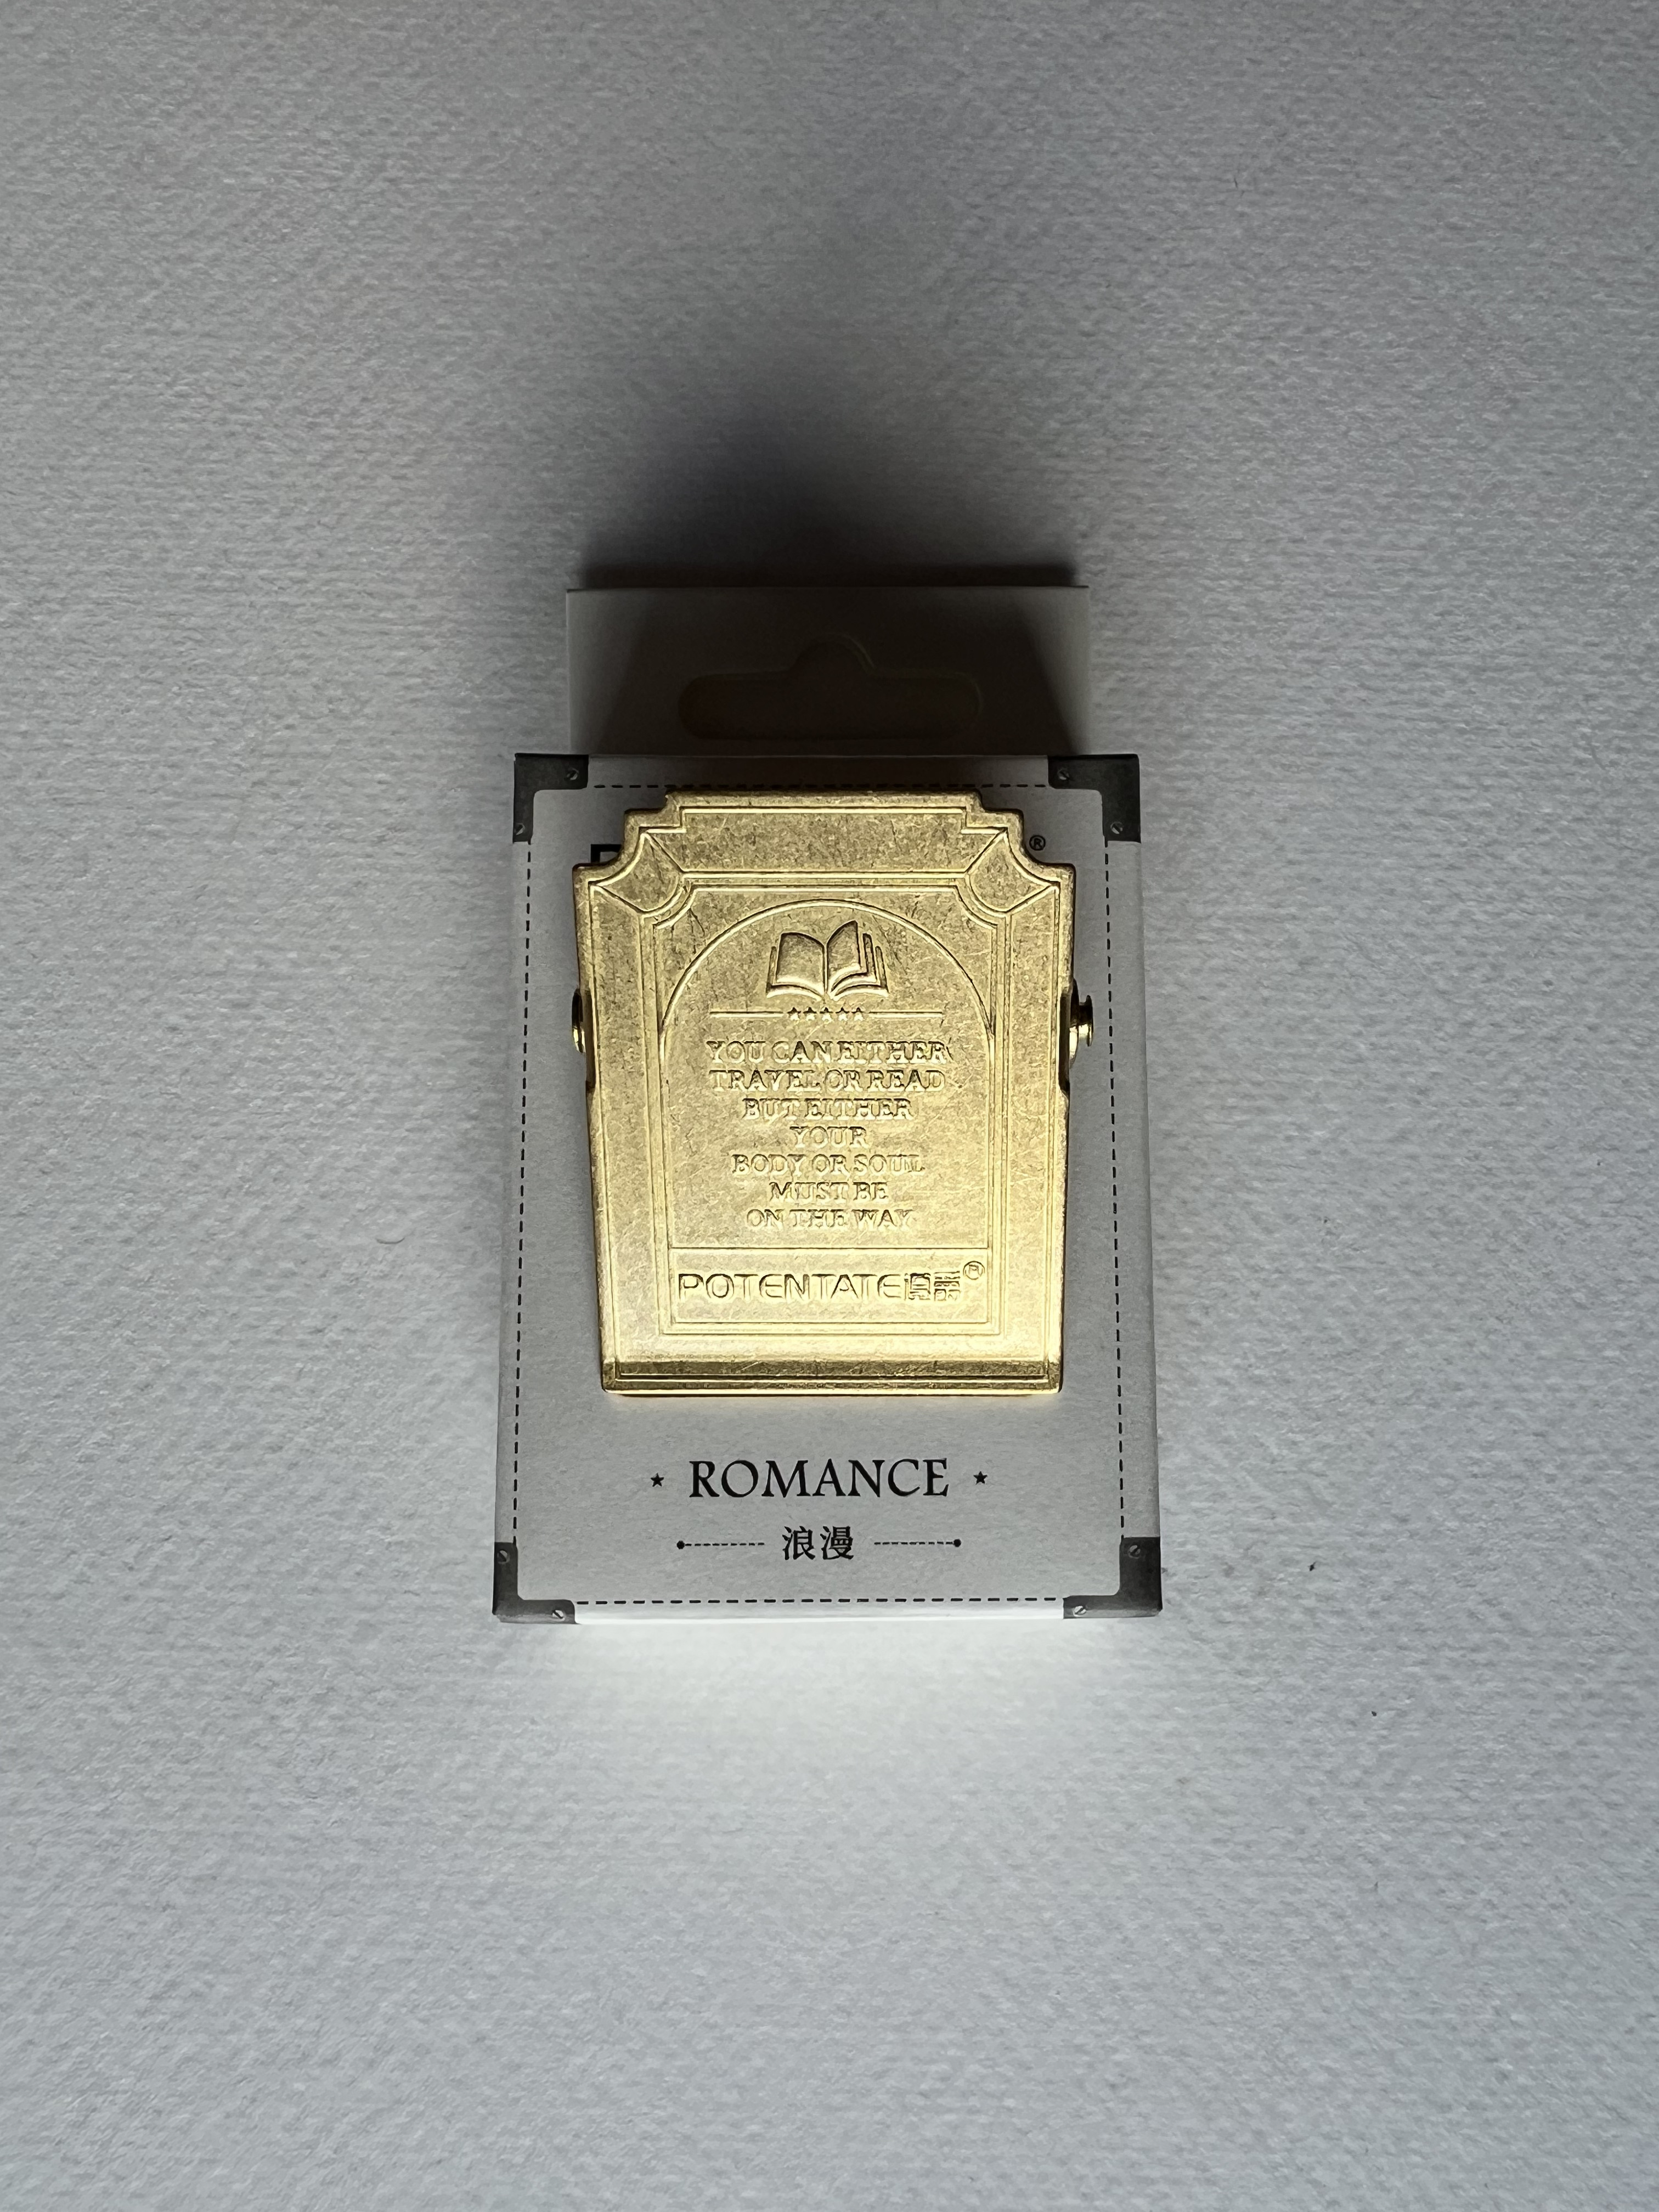 ®
YOU CAN EITHER
TRAVEL OR READ
BUT EITHER
YOUR
BODY OR SOUL
MUST BE
ON THE WAY
POTENTATE ®
ROMANCE
浪漫